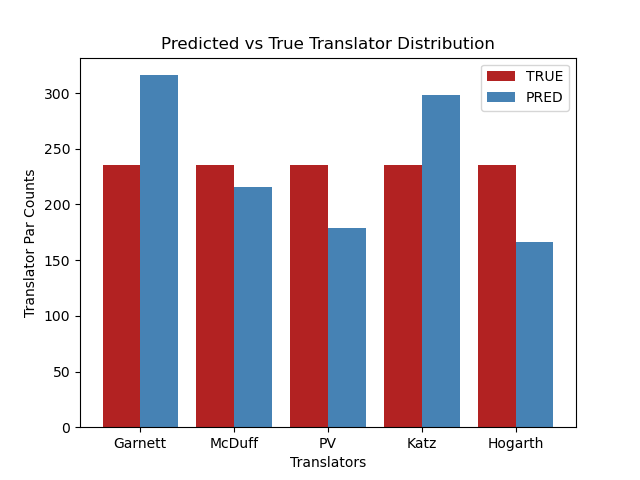 Predicted vs True Translator Distribution
TRUE
PRED
Translator Par Counts
300
250
200
150
100
50
0
Garnett McDuff PV Katz Hogarth
Translators